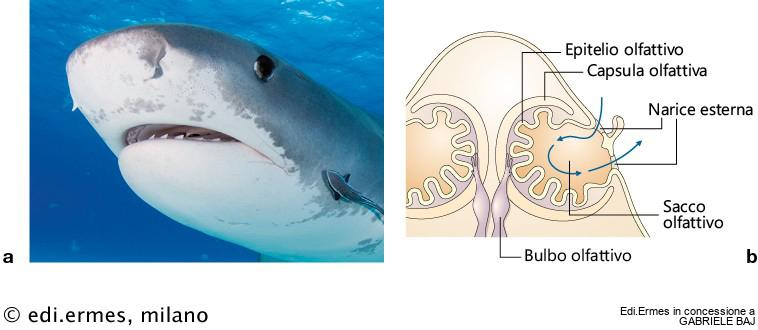 Epitelio olfattivo
Capsula olfattiva
Narice esterna
Sacco
olfattivo
Bulbo olfattivo
a
b
© edi.ermes, milano
Edi.Ermes in concessione a
GABRIELE BAJ